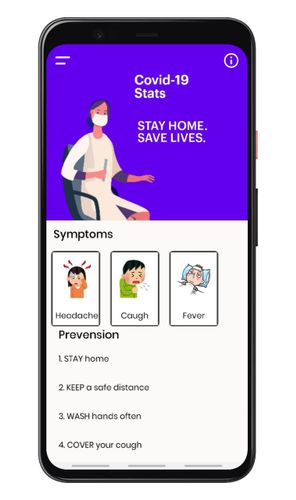 Covid-19
Stats
STAY HOME.
SAVE LIVES.
Symptoms
Headache Caugh Fever
Prevension
1. STAY home
2. KEEP a safe distance
3. WASH hands often
4. COVER your cough